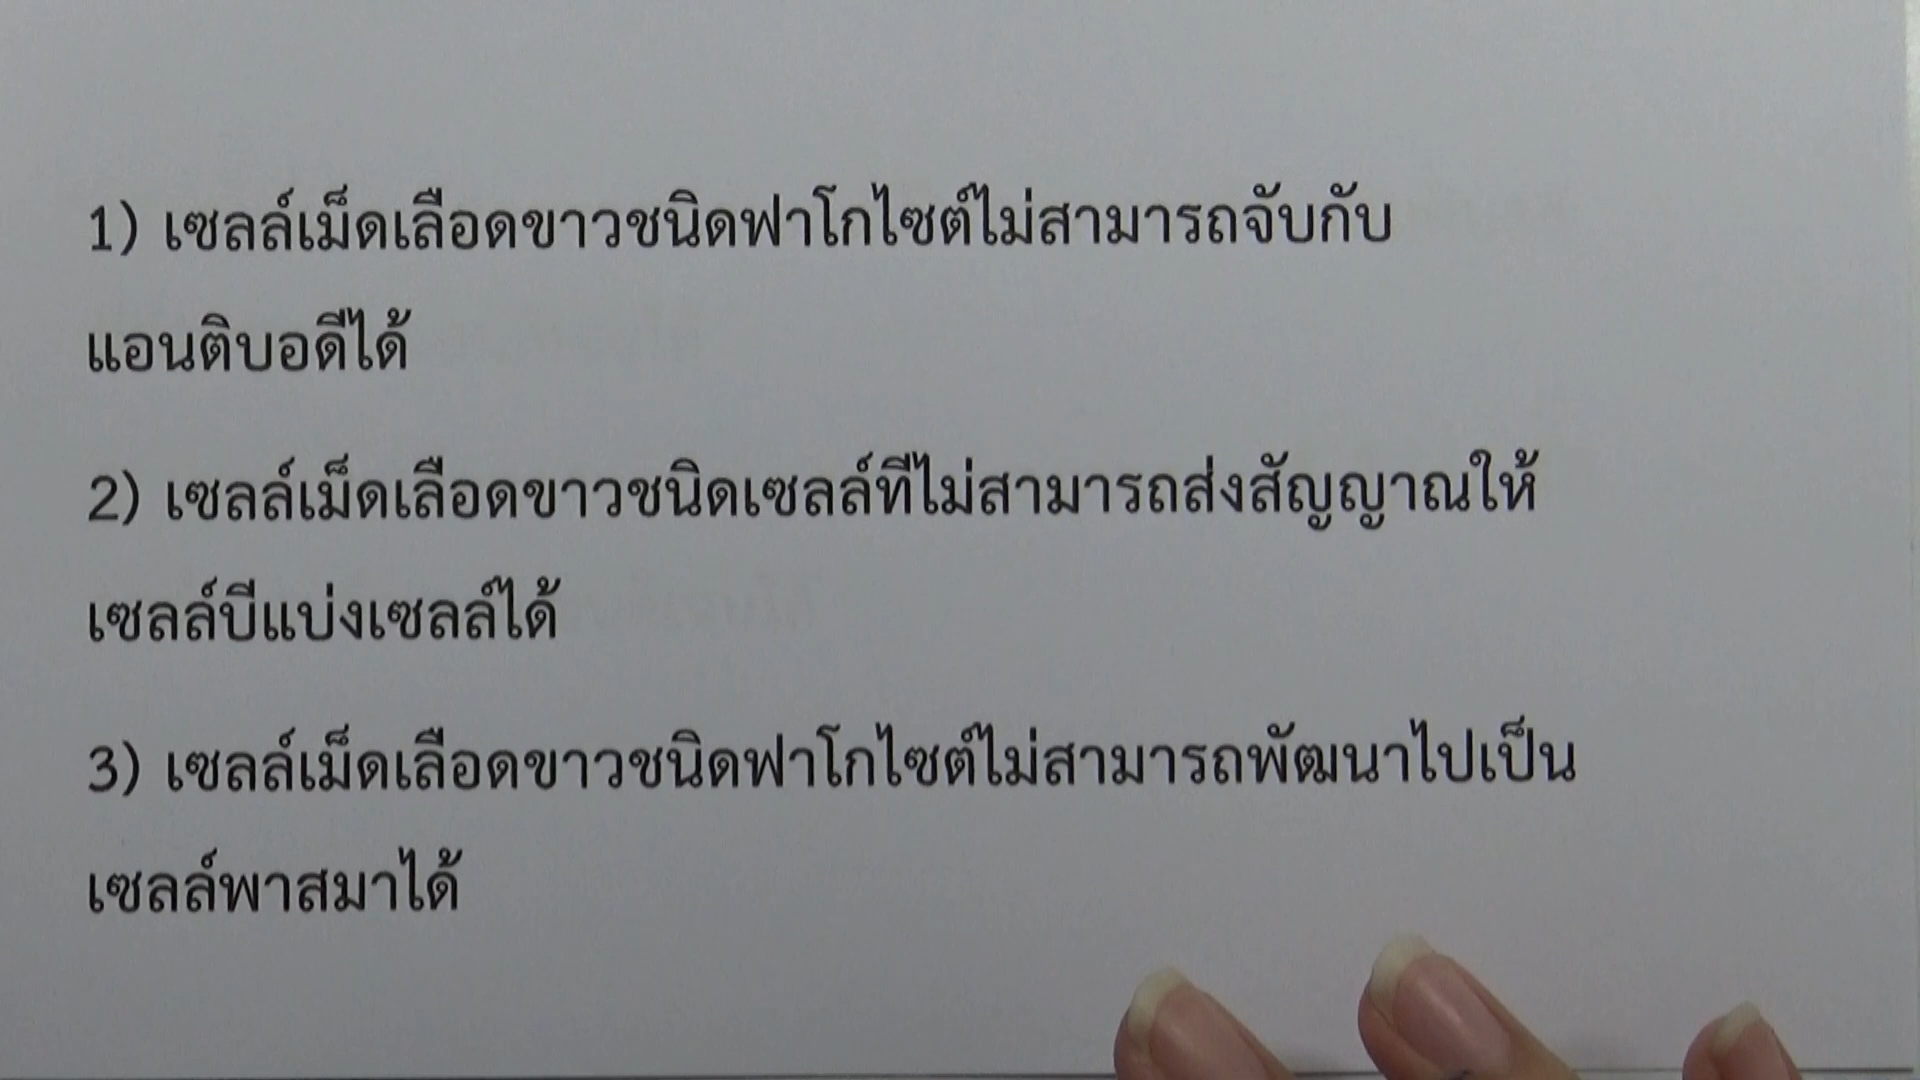 1) เซลล์เม็ดเลือดขาวชนิดฟาโกไซต์ไม่สามารถจับกับ
แอนติบอดีได้
2) เซลล์เม็ดเลือดขาวชนิดเซลล์ทีไม่สามารถส่งสัญญาณให้
เซลล์บีแบ่งเซลล์ได้
3) เซลล์เม็ดเลือดขาวชนิดฟาโกไซต์ไม่สามารถพัฒนาไปเป็น
เซลล์พาสมาได้